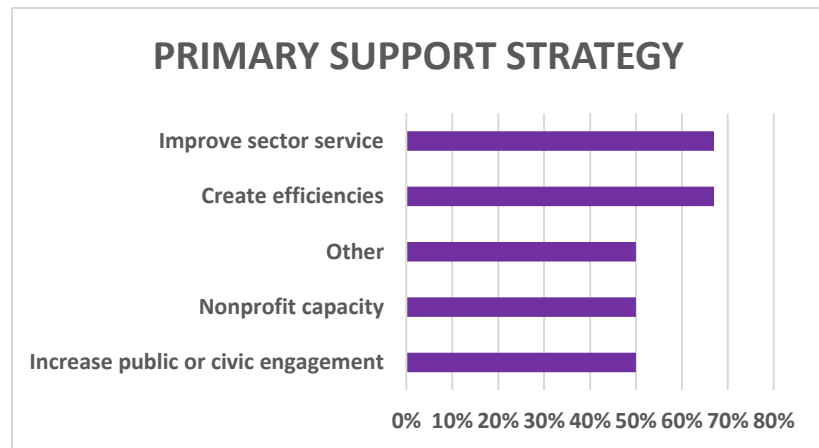 PRIMARY SUPPORT STRATEGY
Improve sector service
Create efficiencies
Other
Nonprofit capacity
Increase public or civic engagement
0% 10% 20% 30% 40% 50% 60% 70% 80%